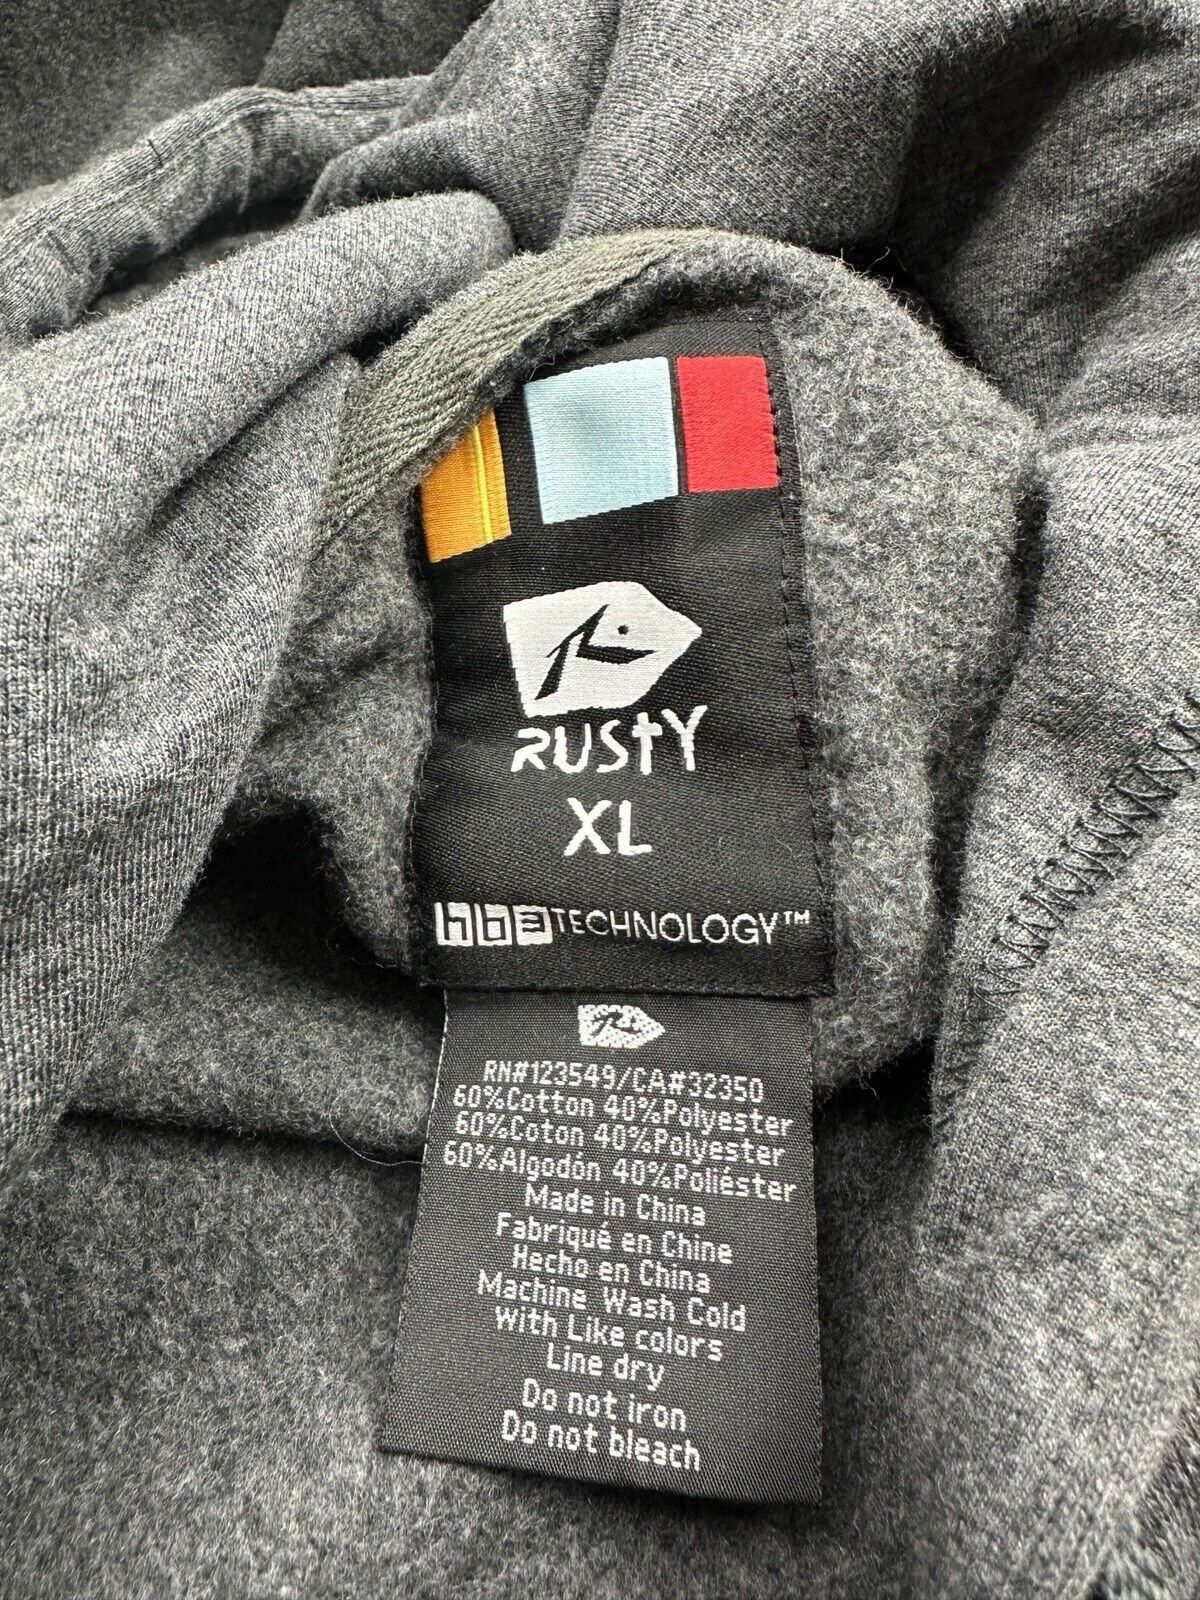 RUSTY
XL
hb3 TECHNOLOGY™
RN#123549/CA#32350
60%Cotton 40%Polyester
60%Coton 40%Polyester
60%Algodón 40%Poliéster
Made in China
Fabriqué en Chine
Hecho en China
Machine Wash Cold
With Like colors
Line dry
Do not iron
Do not bleach